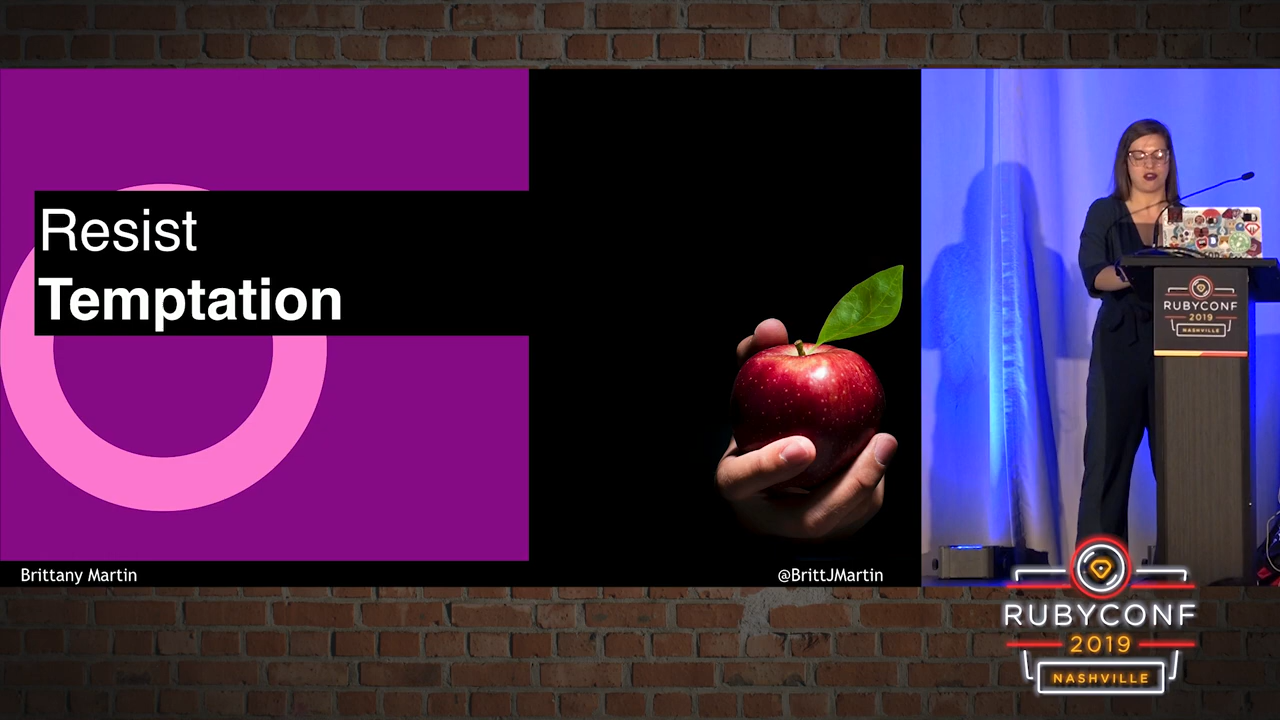 Resist
Temptation
Brittany Martin
@BrittJMartin
RUBYCONF
2019
NASHVILLE
RUBYCONF
2019
NASHVILLE